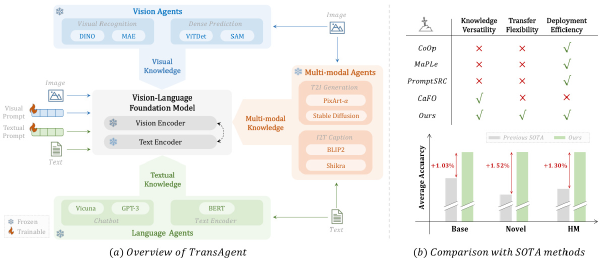 Vision Agents
Visual Recognition
DINO
MAE
Dense Prediction
ViTDet
SAM
Visual
Knowledge
Image
Image
Visual
Prompt
Textual
Prompt
Text
Vision-Language
Foundation Model
Vision Encoder
Text Encoder
Multi-modal
Knowledge
Multi-modal Agents
T2I Generation
PixArt-α
Stable Diffusion
I2T Caption
BLIP2
Shikra
Textual
Knowledge
Vicuna
GPT-3
Chatbot
BERT
Text Encoder
Language Agents
Text
Frozen
Trainable
(a) Overview of TransAgent
Knowledge Versatility
Transfer Flexibility
Deployment Efficiency
CoOp × × √
MaPLe × × √
PromptSRC × × √
CaFO √ × ×
Ours √ √ √
Previous SOTA
Ours
Average Accuarcy
+1.03%
+1.52%
+1.30%
Base
Novel
HM
(b) Comparison with SOTA methods